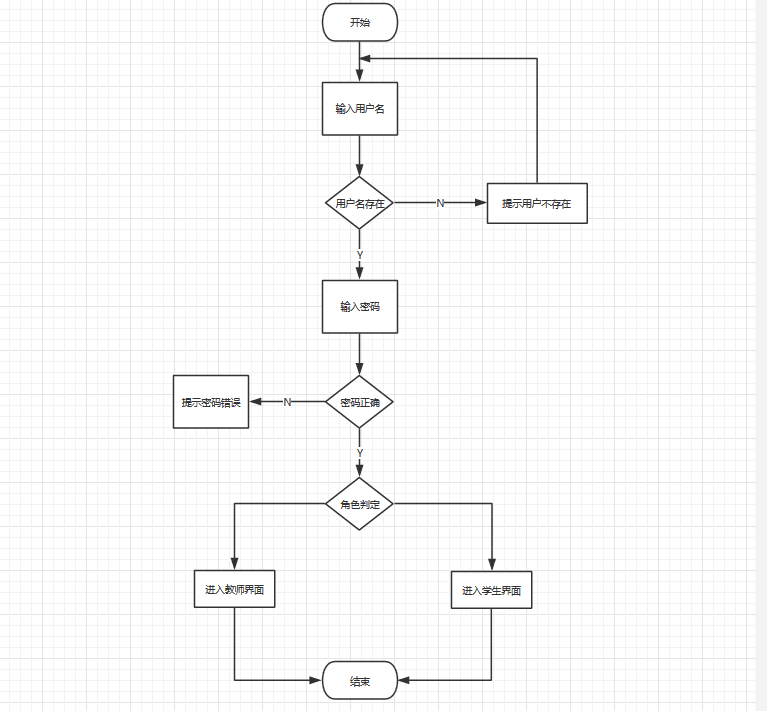 开始
输入用户名
用户名存在
N
提示用户不存在
Y
输入密码
提示密码错误
N
密码正确
Y
角色判定
进入教师界面
进入学生界面
结束